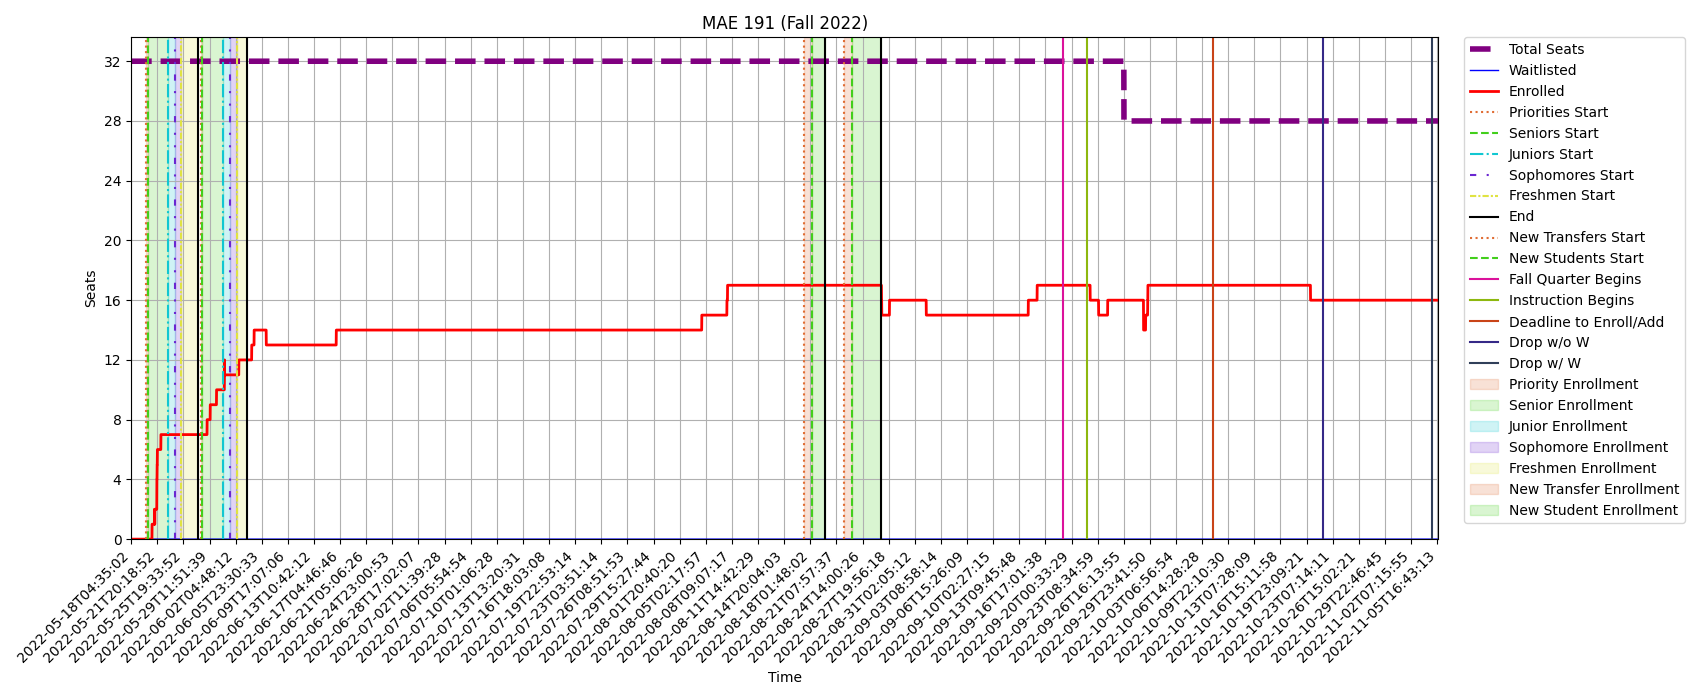 MAE 191 (Fall 2022)
Seats
32
28
24
20
16
12
8
4
0
2022-05-18T04:35:02
2022-05-21T20:18:52
2022-05-25T19:33:52
2022-05-29T11:51:39
2022-06-02T04:48:12
2022-06-05T23:30:33
2022-06-09T17:07:06
2022-06-13T10:42:12
2022-06-17T04:46:46
2022-06-21T05:06:26
2022-06-24T23:00:53
2022-06-28T17:02:07
2022-07-02T11:39:28
2022-07-06T05:54:54
2022-07-10T01:06:28
2022-07-13T13:20:31
2022-07-16T18:03:08
2022-07-19T22:53:14
2022-07-23T03:51:14
2022-07-26T08:51:53
2022-07-29T15:27:44
2022-08-01T20:40:20
2022-08-05T02:17:57
2022-08-08T09:07:17
2022-08-11T14:42:29
2022-08-14T20:04:03
2022-08-18T01:48:02
2022-08-21T07:57:37
2022-08-24T14:00:26
2022-08-27T19:56:18
2022-08-31T02:05:12
2022-09-03T08:58:14
2022-09-06T15:26:09
2022-09-10T02:27:15
2022-09-13T09:45:48
2022-09-16T17:01:38
2022-09-20T00:33:29
2022-09-23T08:34:59
2022-09-26T16:13:55
2022-09-29T23:41:50
2022-10-03T06:56:54
2022-10-06T14:28:28
2022-10-09T22:10:30
2022-10-13T07:28:09
2022-10-16T15:11:58
2022-10-19T23:09:21
2022-10-23T07:14:11
2022-10-26T15:02:21
2022-10-29T22:46:45
2022-11-02T07:15:55
2022-11-05T16:43:13
Time
Total Seats
Waitlisted
Enrolled
Priorities Start
Seniors Start
Juniors Start
Sophomores Start
Freshmen Start
End
New Transfers Start
New Students Start
Fall Quarter Begins
Instruction Begins
Deadline to Enroll/Add
Drop w/o W
Drop w/ W
Priority Enrollment
Senior Enrollment
Junior Enrollment
Sophomore Enrollment
Freshmen Enrollment
New Transfer Enrollment
New Student Enrollment